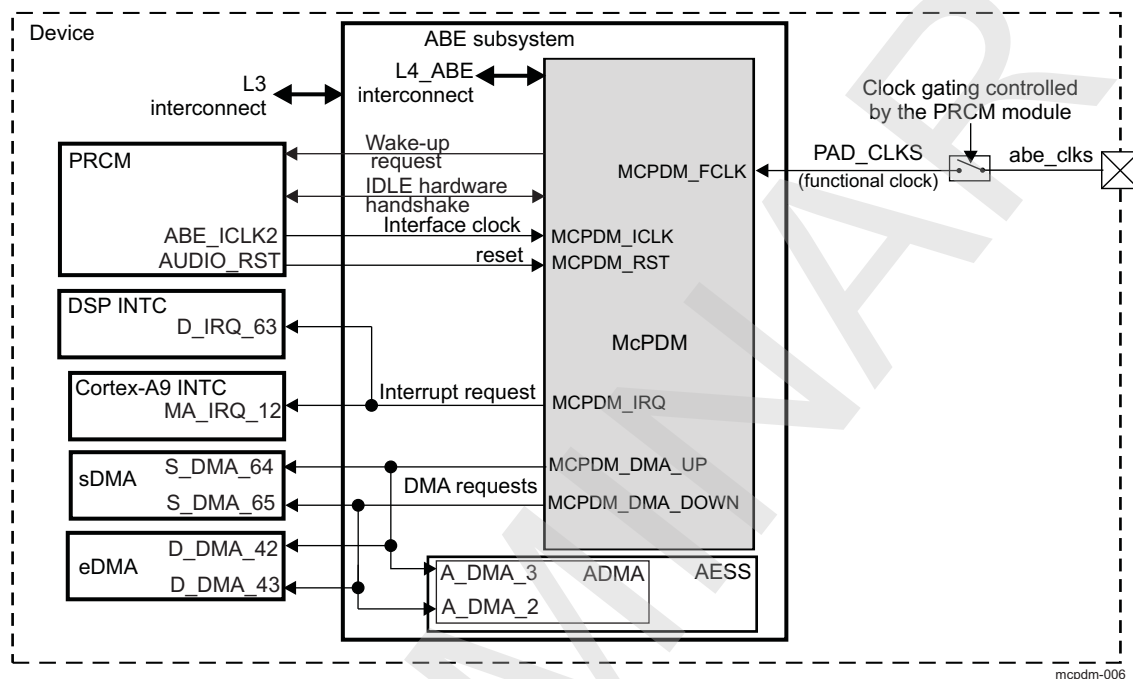 Device
ABE subsystem
L3
interconnect
L4_ABE
interconnect
Clock gating controlled
by the PRCM module
PRCM
Wake-up
request
IDLE hardware
handshake
MCPDM_FCLK
PAD_CLKS
(functional clock)
abe_clks
ABE_ICLK2
Interface clock
MCPDM_ICLK
AUDIO_RST
reset
MCPDM_RST
DSP INTC
D_IRQ_63
McPDM
Cortex-A9 INTC
MA_IRQ_12
Interrupt request
MCPDM_IRQ
sDMA
S_DMA_64
MCPDM_DMA_UP
DMA requests
S_DMA_65
MCPDM_DMA_DOWN
eDMA
D_DMA_42
D_DMA_43
A_DMA_3
ADMA
AESS
A_DMA_2
mcpdm-006
MINAR